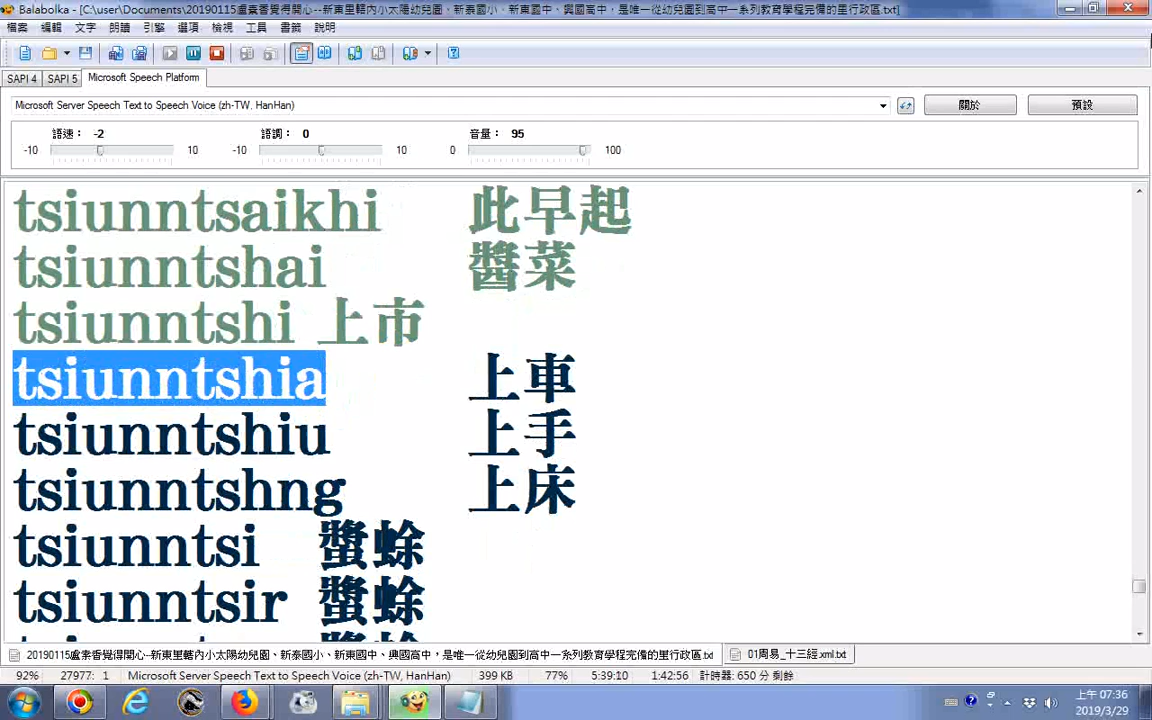 Balabolka - [C:\user\Documents\20190115盧素香覺得開心--新東里轄內小太陽幼兒園、新泰國小、新東國中、興國高中，是唯一從幼兒園到高中一系列教育學程完備的里行政區.txt]
檔案 編輯 文字 朗讀 引擎 選項 檢視 工具 書籤 說明
SAPI 4 SAPI 5 Microsoft Speech Platform
Microsoft Server Speech Text to Speech Voice (zh-TW, HanHan) 關於 預設
語速： -2 語調： 0 音量： 95
-10 10 -10 10 0 100
tsiunntsaikhi 此早起
tsiunntshai 醬菜
tsiunntshi 上市
tsiunntshia 上車
tsiunntshiu 上手
tsiunntshng 上床
tsiunntsi 蟹蜍
tsiunntsir 蟹蜍
20190115盧素香覺得開心--新東里轄內小太陽幼兒園、新泰國小、新東國中、興國高中，是唯一從幼兒園到高中一系列教育學程完備的里行政區.txt 01周易_十三經.xml.txt
92% 27977: 1 Microsoft Server Speech Text to Speech Voice (zh-TW, HanHan) 399 KB 77% 5:39:10 1:42:56 計時器: 650 分 剩餘
上午 07:36
2019/3/29